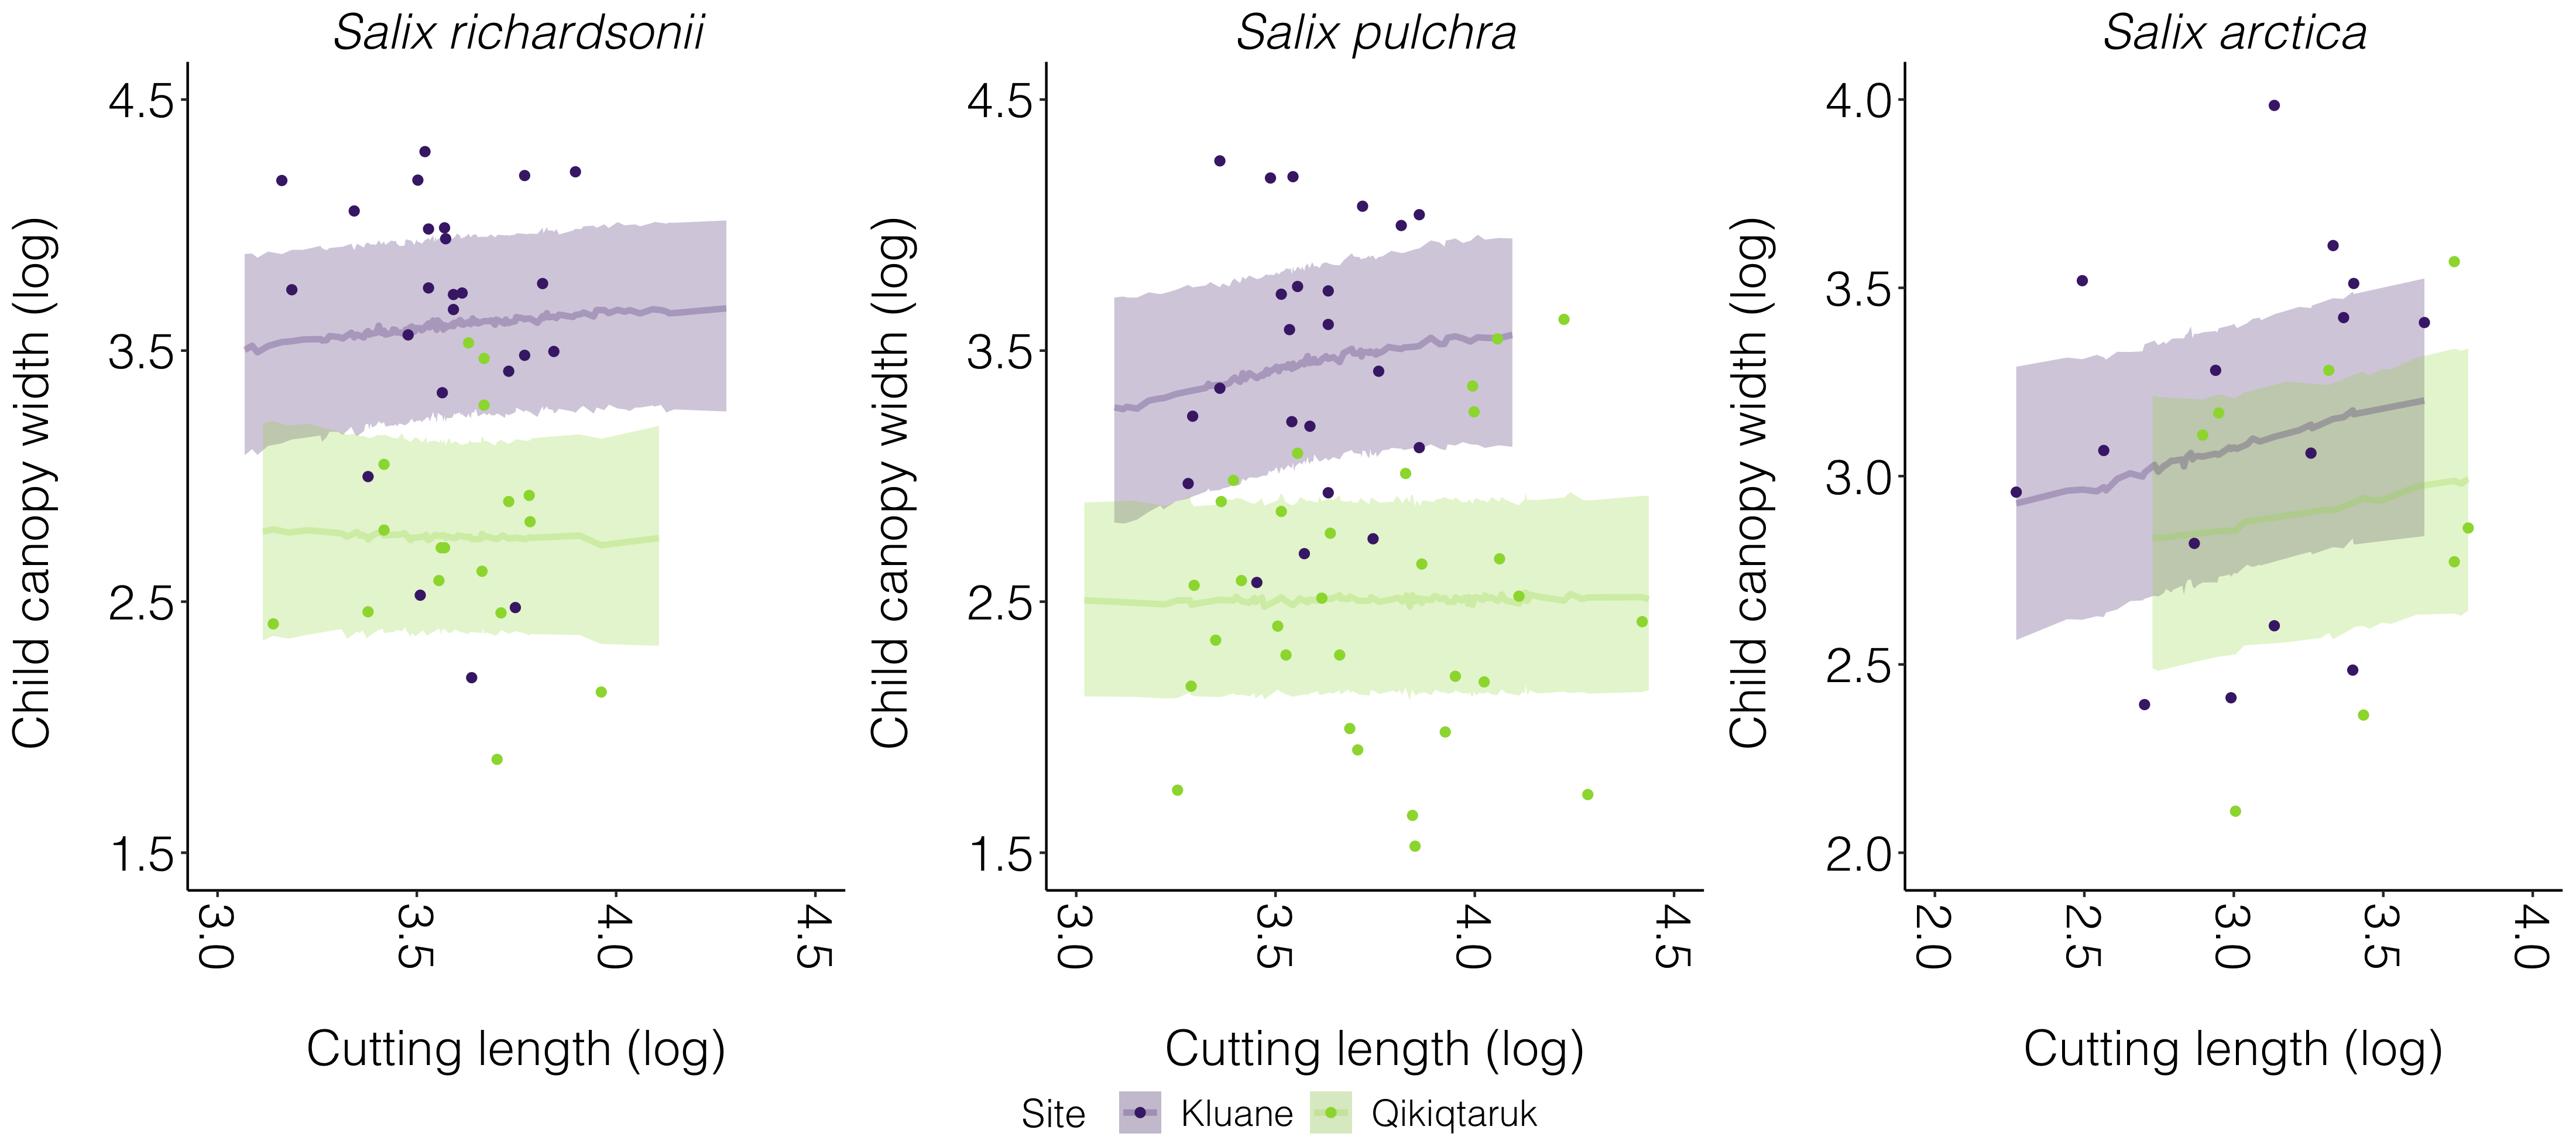 Salix richardsonii
Salix pulchra
Salix arctica
Child canopy width (log)
4.5
3.5
2.5
1.5
3.0
3.5
4.0
4.5
Cutting length (log)
Child canopy width (log)
4.5
3.5
2.5
1.5
3.0
3.5
4.0
4.5
Cutting length (log)
Child canopy width (log)
4.0
3.5
3.0
2.5
2.0
2.0
2.5
3.0
3.5
4.0
Cutting length (log)
Site Kluane Qikiqtaruk